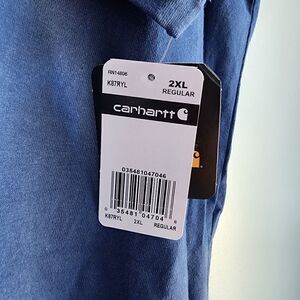 RN14806
K87RYL
2XL
REGULAR
carhartt
035481047046
35481 04704
K87RYL 2XL REGULAR